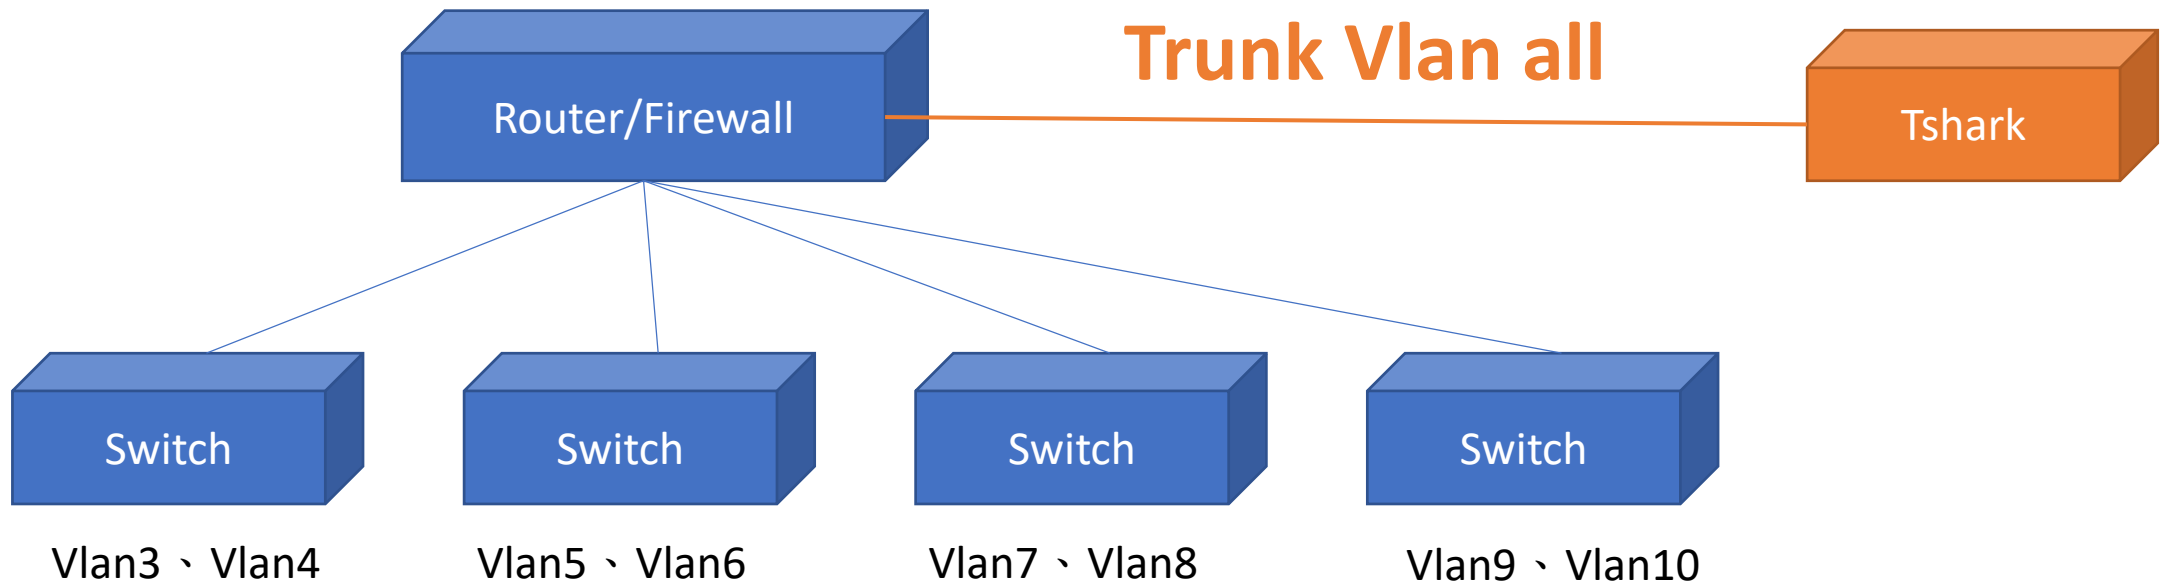 Trunk Vlan all
Router/Firewall
Tshark
Switch
Switch
Switch
Switch
Vlan3、Vlan4
Vlan5、Vlan6
Vlan7、Vlan8
Vlan9、Vlan10